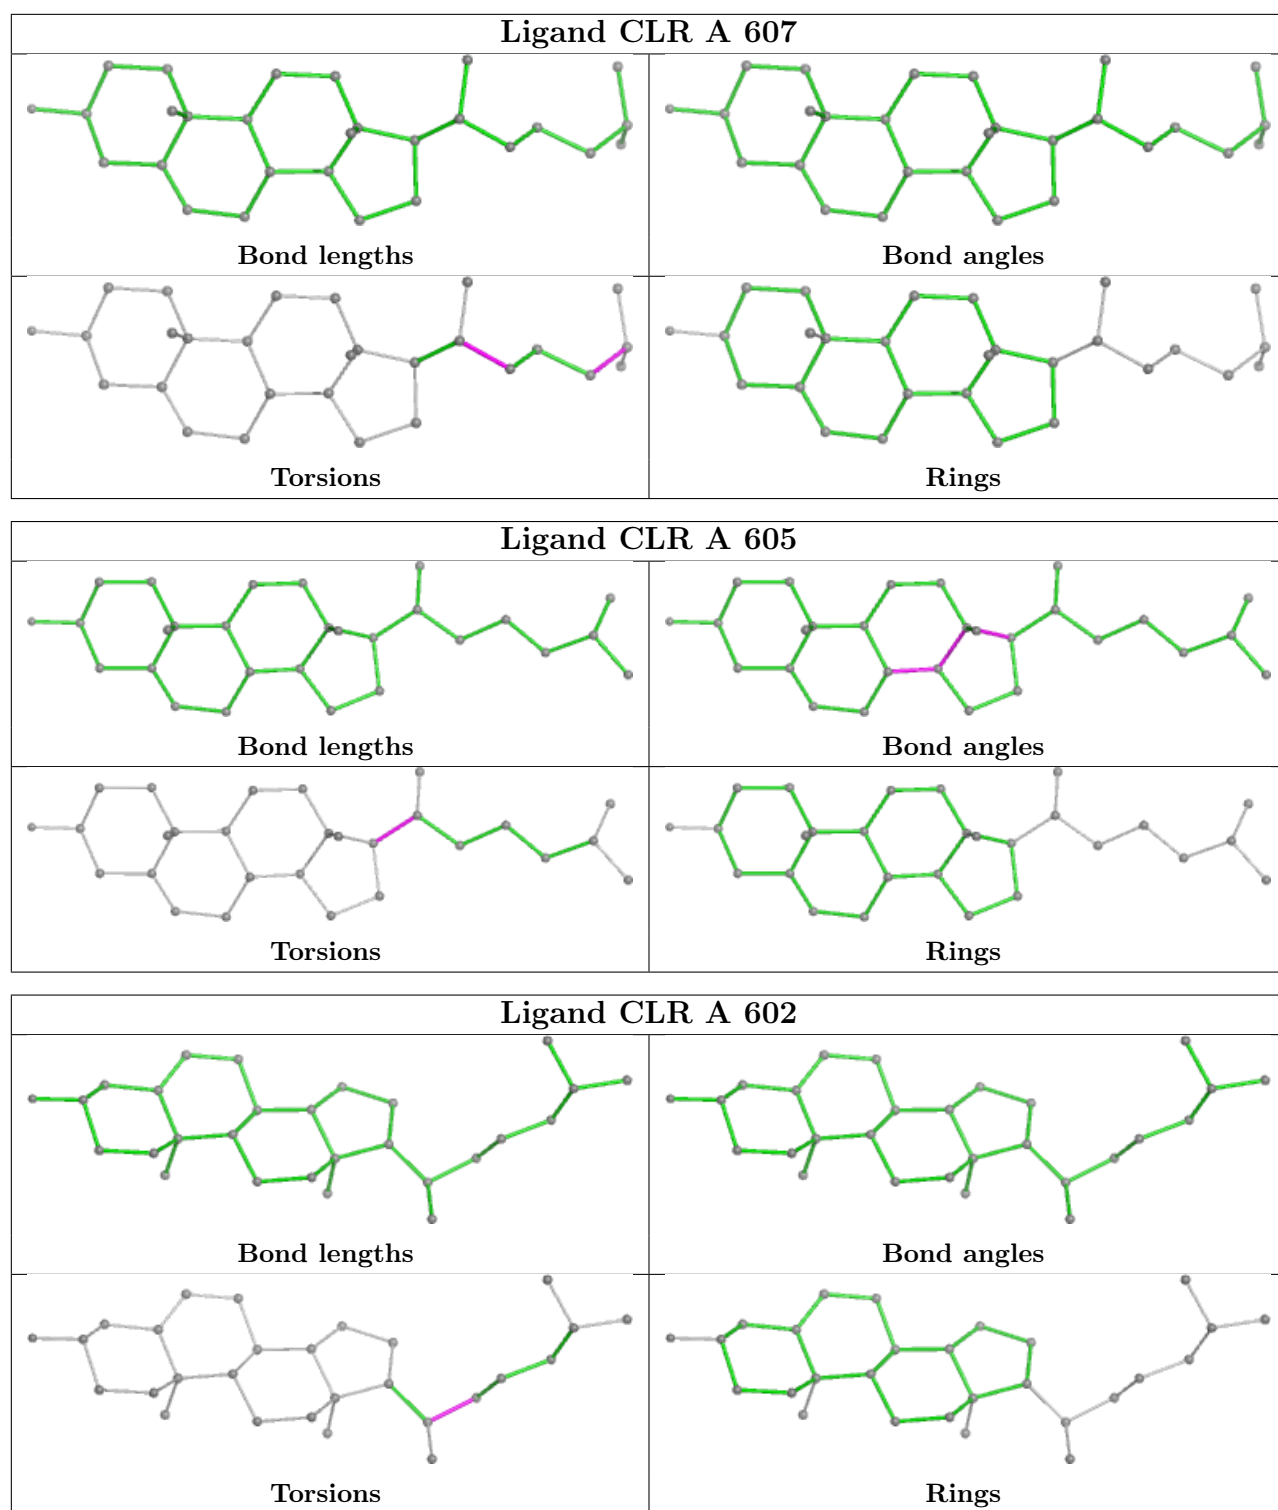 Ligand CLR A 607
Bond lengths
Bond angles
Torsions
Rings
Ligand CLR A 605
Bond lengths
Bond angles
Torsions
Rings
Ligand CLR A 602
Bond lengths
Bond angles
Torsions
Rings